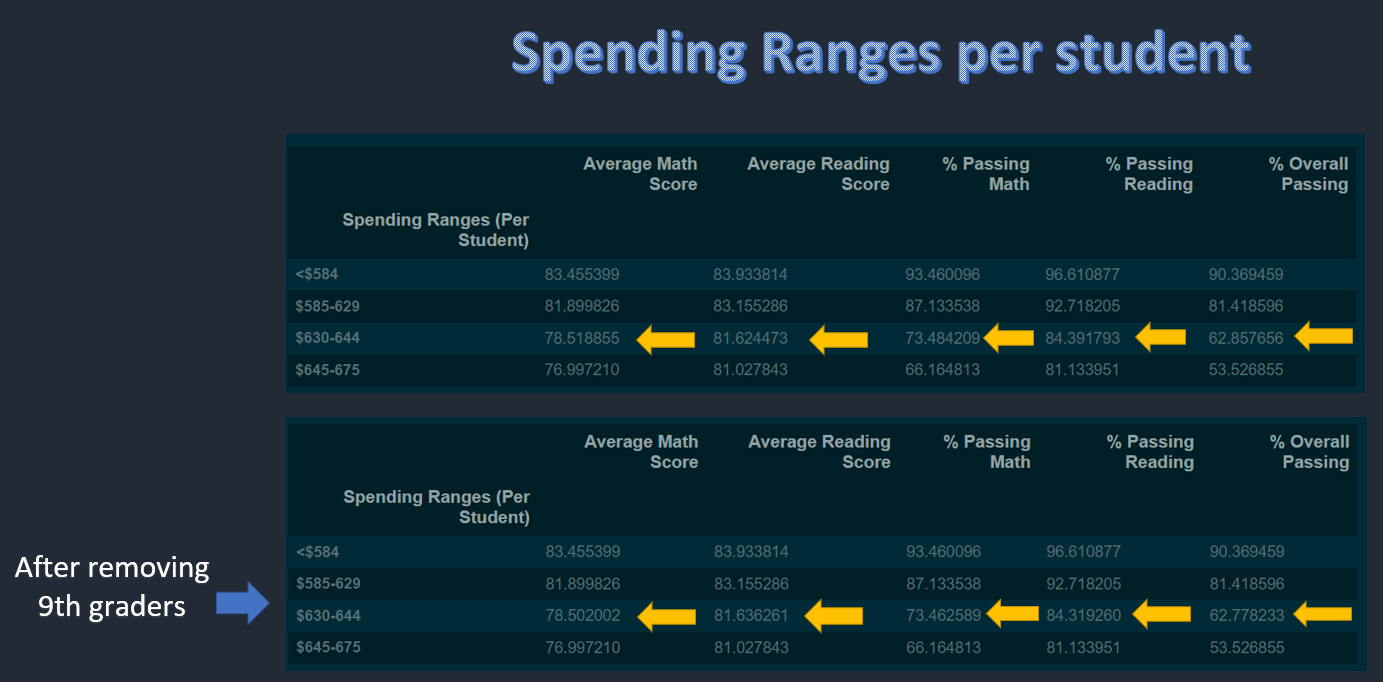 Spending Ranges per student
Average Math Average Reading % Passing % Passing % Overall
Score Score Math Reading Passing
Spending Ranges (Per
Student)
<$584 83.455399 83.933814 93.460096 96.610877 90.369459
$585-629 81.899826 83.155286 87.133538 92.718205 81.418596
$630-644 78.518855 81.624473 73.484209 84.391793 62.857656
$645-675 76.997210 81.027843 66.164813 81.133951 53.526855
Average Math Average Reading % Passing % Passing % Overall
Score Score Math Reading Passing
Spending Ranges (Per
Student)
After removing
9th graders
<$584 83.455399 83.933814 93.460096 96.610877 90.369459
$585-629 81.899826 83.155286 87.133538 92.718205 81.418596
$630-644 78.502002 81.636261 73.462589 84.319260 62.778233
$645-675 76.997210 81.027843 66.164813 81.133951 53.526855